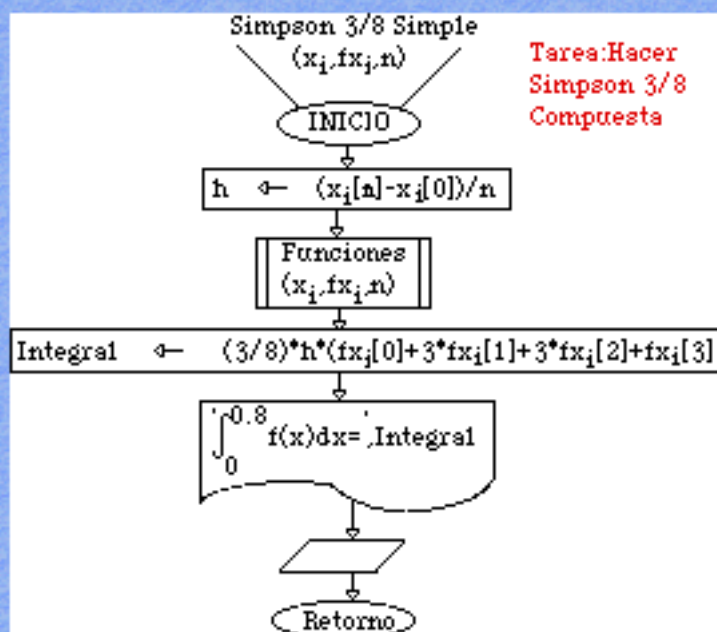 Simpson 3/8 Simple
(xi,fxi,n)
Tarea:Hacer
Simpson 3/8
Compuesta
INICIO
h ← (xi[n]-xi[0])/n
Funciones
(xi,fxi,n)
Integral ← (3/8)*h*(fxi[0]+3*fxi[1]+3*fxi[2]+fxi[3]
'∫0^0.8 f(x)dx=',Integral
Retorno